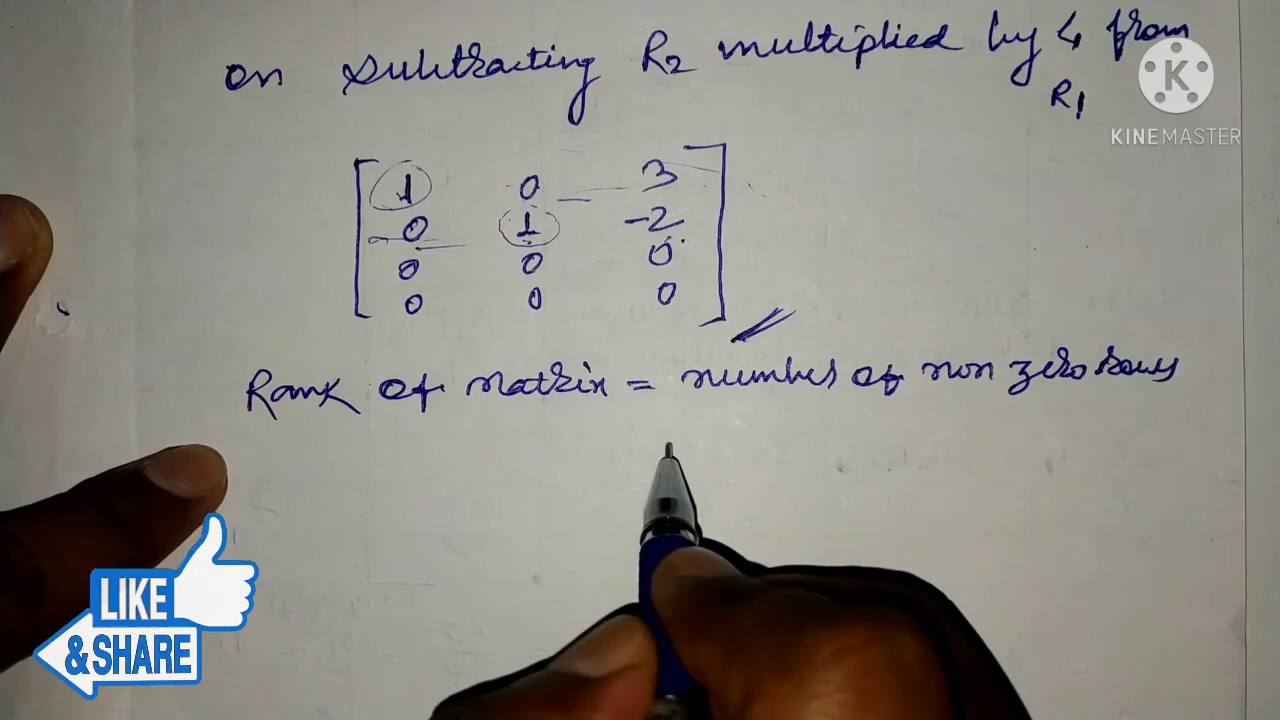 on subtracting R2 multiplied by 4 from
R1
KINEMASTER
1 0 3
0 1 -2
0 0 0
0 0 0
Rank of matrix = number of non zero rows
LIKE
& SHARE